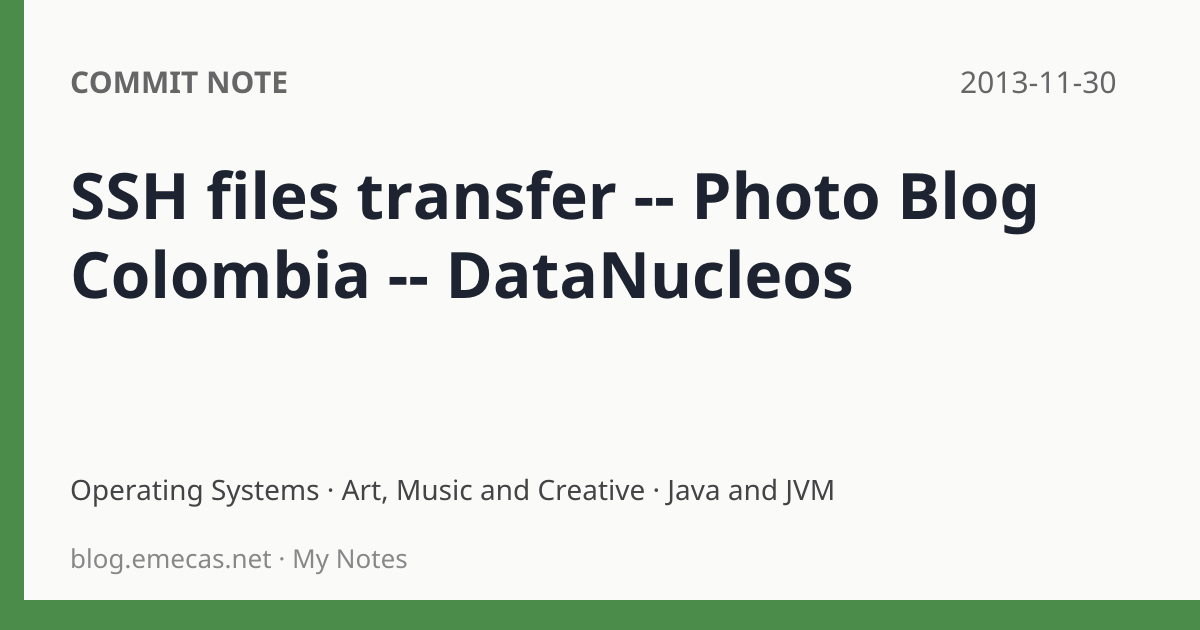 COMMIT NOTE
2013-11-30
SSH files transfer -- Photo Blog
Colombia -- DataNucleos
Operating Systems · Art, Music and Creative · Java and JVM
blog.emecas.net · My Notes